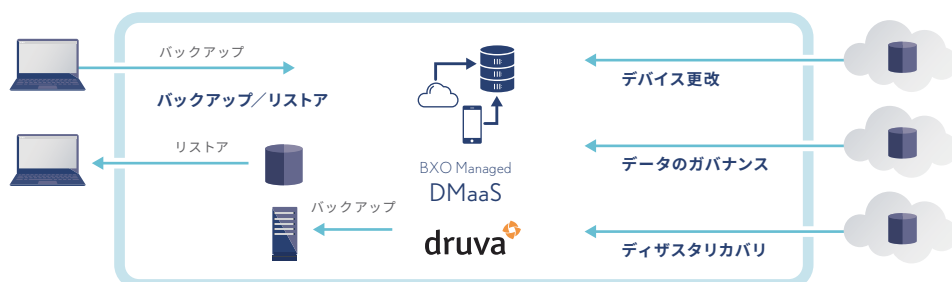 バックアップ
バックアップ／リストア
リストア
バックアップ
BXO Managed
DMaaS
druva
デバイス更改
データのガバナンス
ディザスタリカバリ